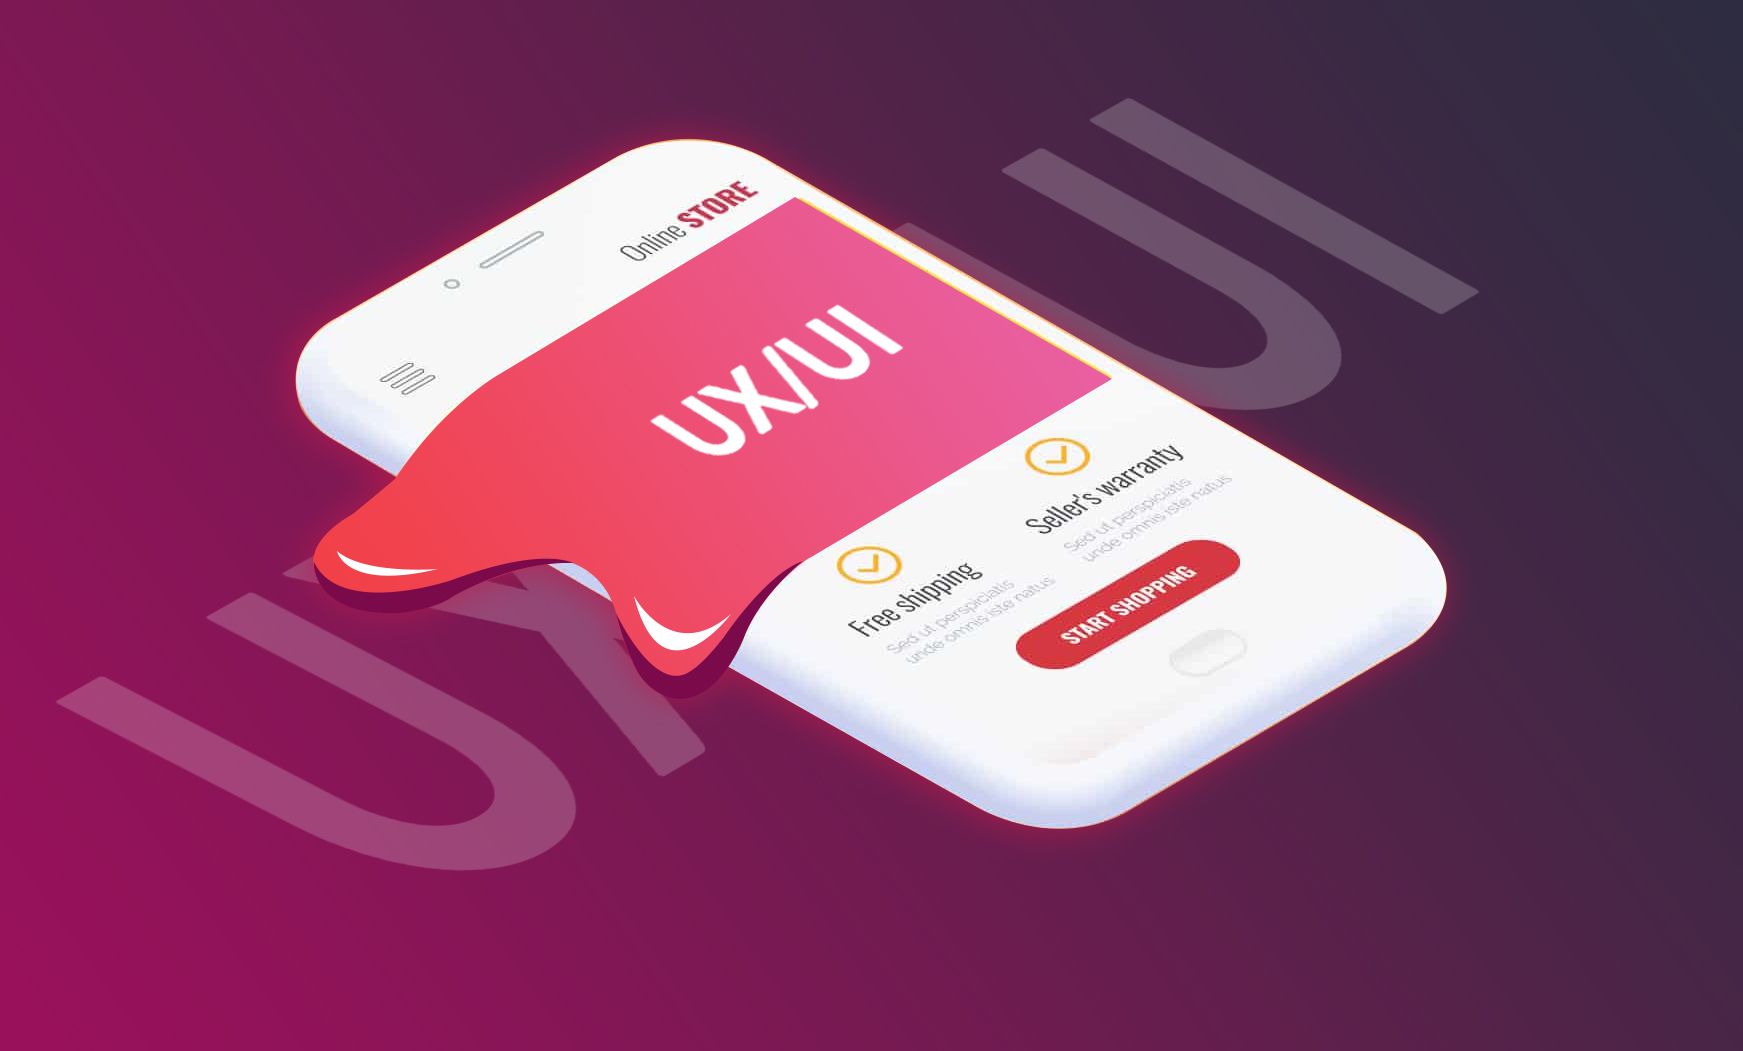 Online STORE
UX/UI
Free shipping
Sed ut perspiciatis
unde omnis iste natus
Seller's warranty
Sed ut perspiciatis
unde omnis iste natus
START SHOPPING
UX UI